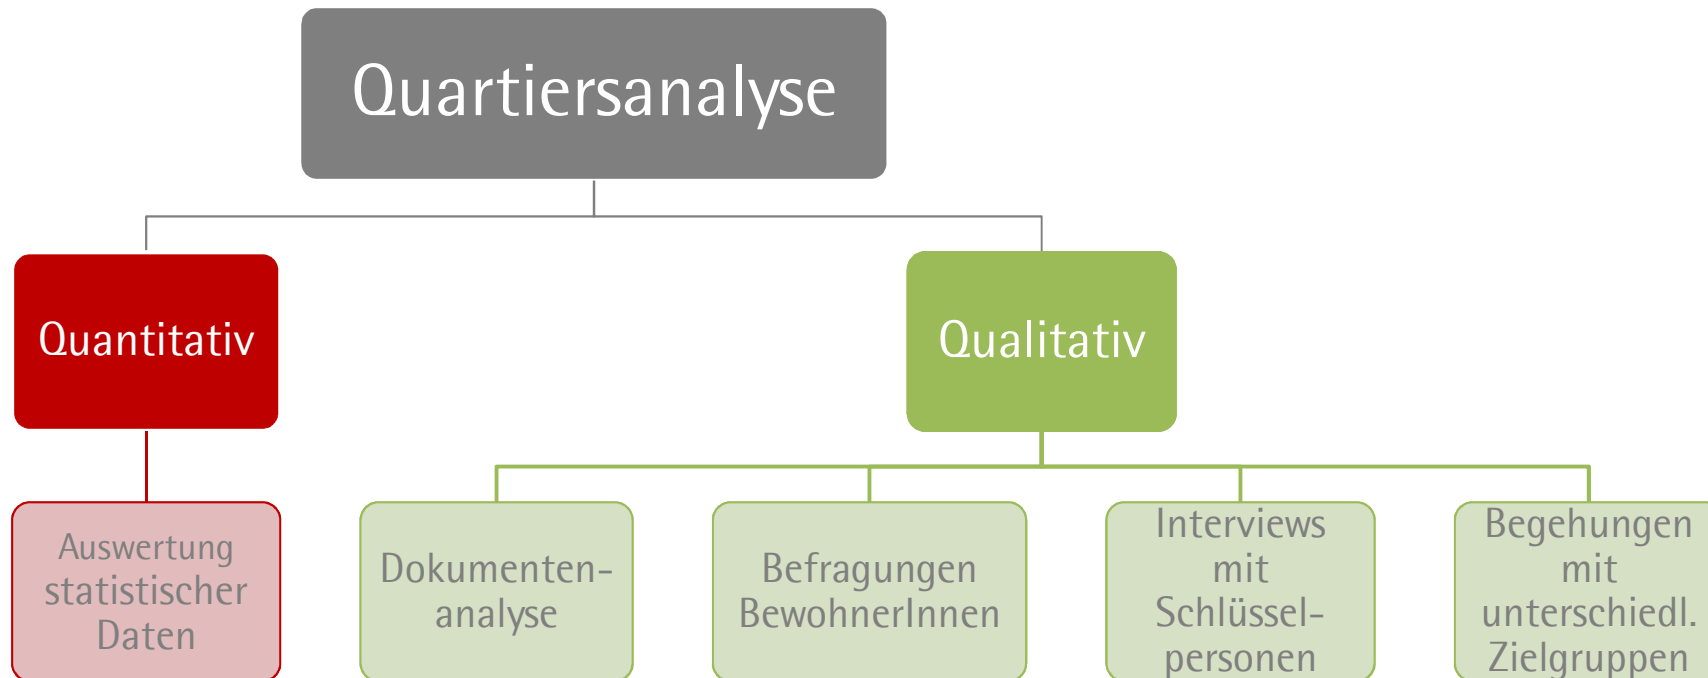 Quartiersanalyse
Quantitativ
Qualitativ
Auswertung
statistischer
Daten
Dokumenten-
analyse
Befragungen
BewohnerInnen
Interviews
mit
Schlüssel-
personen
Begehungen
mit
unterschiedl.
Zielgruppen